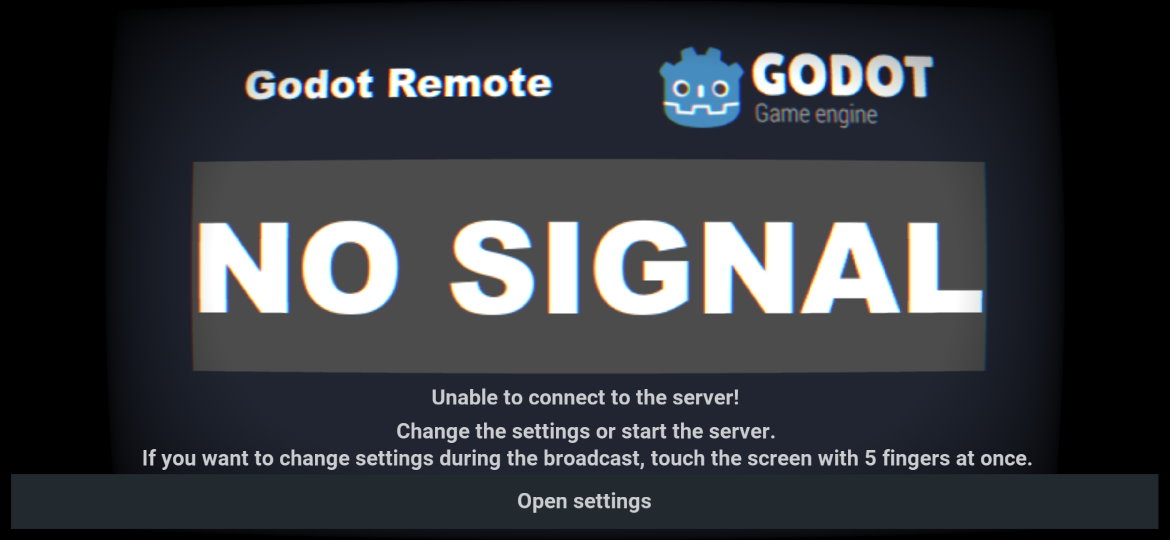 Godot Remote
GODOT
Game engine
NO SIGNAL
Unable to connect to the server!
Change the settings or start the server.
If you want to change settings during the broadcast, touch the screen with 5 fingers at once.
Open settings